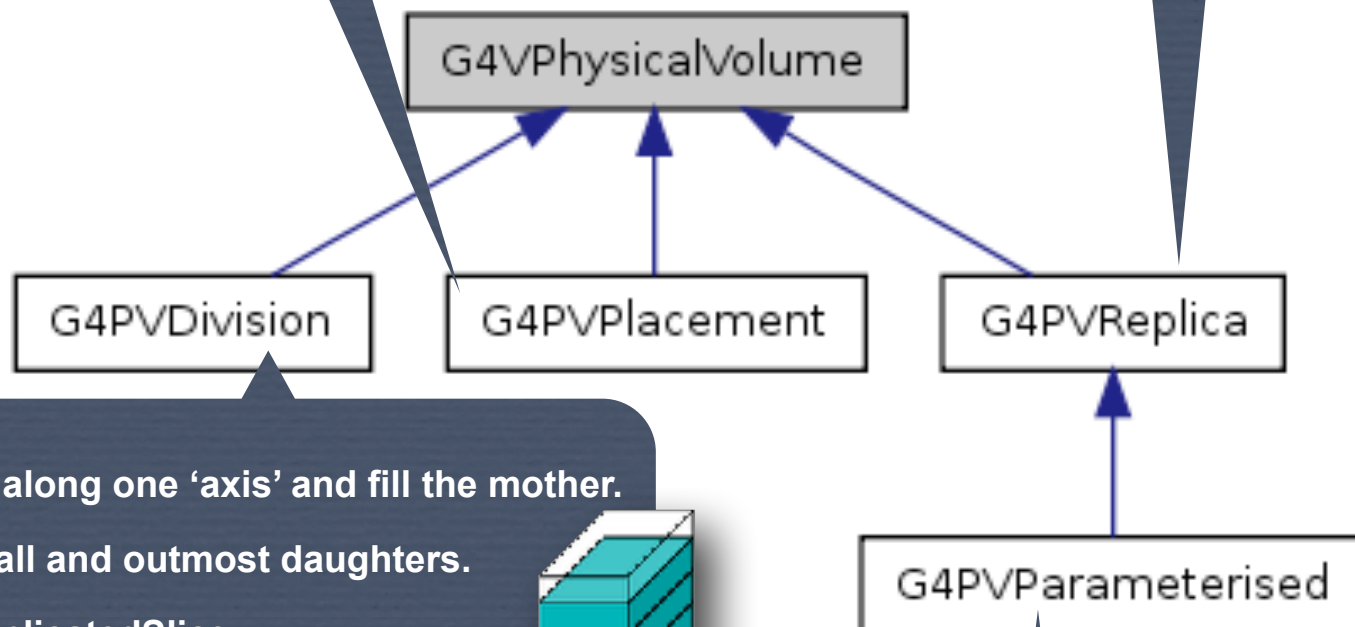 G4VPhysicalVolume
G4PVDivision
G4PVPlacement
G4PVReplica
along one ‘axis’ and fill the mother.
all and outmost daughters.
G4PVParameterised